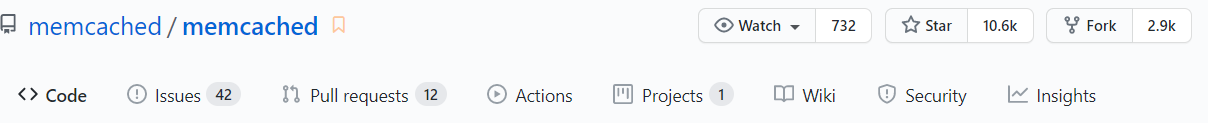 memcached / memcached Watch 732 Star 10.6k Fork 2.9k
Code Issues 42 Pull requests 12 Actions Projects 1 Wiki Security Insights